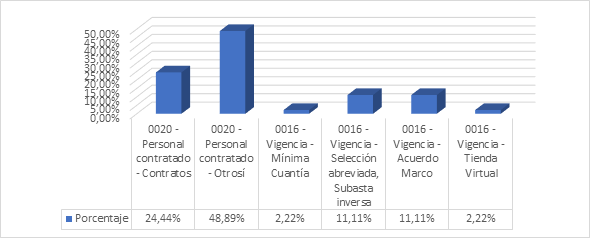 50,00%
45,00%
40,00%
35,00%
30,00%
25,00%
20,00%
15,00%
10,00%
5,00%
0,00%
0020 -
Personal
contratado
- Contratos
0020 -
Personal
contratado
- Otrosí
0016 -
Vigencia -
Mínima
Cuantía
0016 -
Vigencia -
Selección
abreviada,
Subasta
inversa
0016 -
Vigencia -
Acuerdo
Marco
0016 -
Vigencia -
Tienda
Virtual
Porcentaje 24,44% 48,89% 2,22% 11,11% 11,11% 2,22%